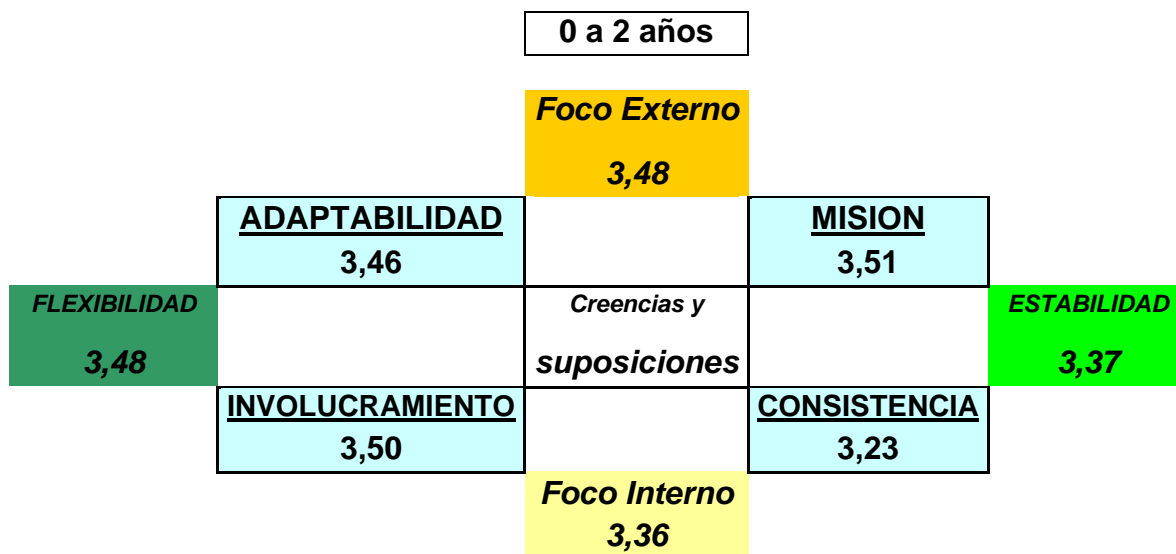 0 a 2 años
Foco Externo
3,48
ADAPTABILIDAD
3,46
MISION
3,51
FLEXIBILIDAD
3,48
Creencias y
suposiciones
ESTABILIDAD
3,37
INVOLUCRAMIENTO
3,50
CONSISTENCIA
3,23
Foco Interno
3,36